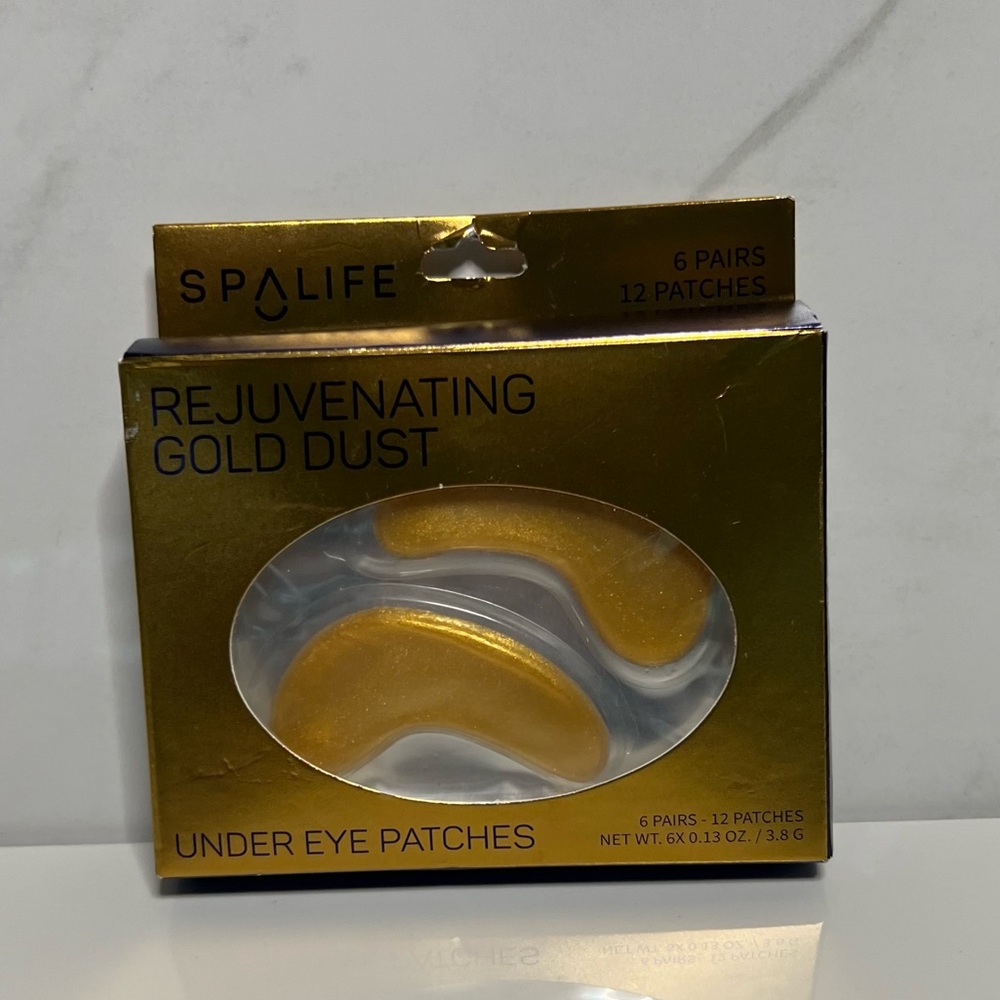 SPALIFE
6 PAIRS
12 PATCHES
REJUVENATING
GOLD DUST
UNDER EYE PATCHES
6 PAIRS - 12 PATCHES
NET WT. 6X 0.13 OZ. / 3.8 G